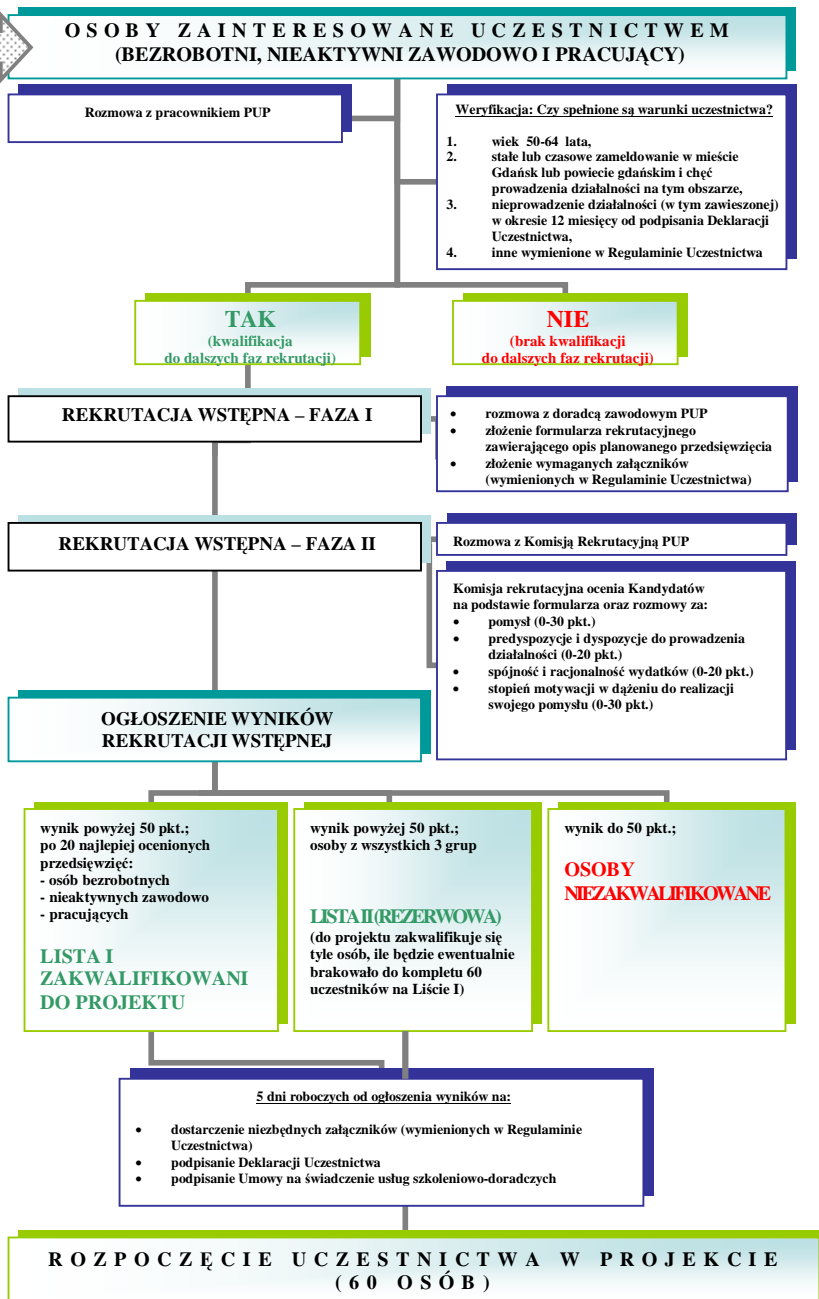 OSOBY ZAINTERESOWANE UCZESTNICTWEM
(BEZROBOTNI, NIEAKTYWNI ZAWODOWO I PRACUJĄCY)
Rozmowa z pracownikiem PUP
Weryfikacja: Czy spełnione są warunki uczestnictwa?
1. wiek 50-64 lata,
2. stałe lub czasowe zameldowanie w mieście
Gdańsk lub powiecie gdańskim i chęć
prowadzenia działalności na tym obszarze,
3. nieprowadzenie działalności (w tym zawieszonej)
w okresie 12 miesięcy od podpisania Deklaracji
Uczestnictwa,
4. inne wymienione w Regulaminie Uczestnictwa
TAK
(kwalifikacja
do dalszych faz rekrutacji)
NIE
(brak kwalifikacji
do dalszych faz rekrutacji)
REKRUTACJA WSTĘPNA – FAZA I
• rozmowa z doradcą zawodowym PUP
• złożenie formularza rekrutacyjnego
zawierającego opis planowanego przedsięwzięcia
• złożenie wymaganych załączników
(wymienionych w Regulaminie Uczestnictwa)
REKRUTACJA WSTĘPNA – FAZA II
Rozmowa z Komisją Rekrutacyjną PUP
Komisja rekrutacyjna ocenia Kandydatów
na podstawie formularza oraz rozmowy za:
• pomysł (0-30 pkt.)
• predyspozycje i dyspozycje do prowadzenia
działalności (0-20 pkt.)
• spójność i racjonalność wydatków (0-20 pkt.)
• stopień motywacji w dążeniu do realizacji
swojego pomysłu (0-30 pkt.)
OGŁOSZENIE WYNIKÓW
REKRUTACJI WSTĘPNEJ
wynik powyżej 50 pkt.;
po 20 najlepiej ocenionych
przedsięwzięć:
- osób bezrobotnych
- nieaktywnych zawodowo
- pracujących
LISTA I
ZAKWALIFIKOWANI
DO PROJEKTU
wynik powyżej 50 pkt.;
osoby z wszystkich 3 grup
LISTA II (REZERWOWA)
(do projektu zakwalifikuje się
tyle osób, ile będzie ewentualnie
brakowało do kompletu 60
uczestników na Liście I)
wynik do 50 pkt.;
OSOBY
NIEZAKWALIFIKOWANE
5 dni roboczych od ogłoszenia wyników na:
• dostarczenie niezbędnych załączników (wymienionych w Regulaminie
Uczestnictwa)
• podpisanie Deklaracji Uczestnictwa
• podpisanie Umowy na świadczenie usług szkoleniowo-doradczych
ROZPOCZĘCIE UCZESTNICTWA W PROJEKCIE
(60 OSÓB)